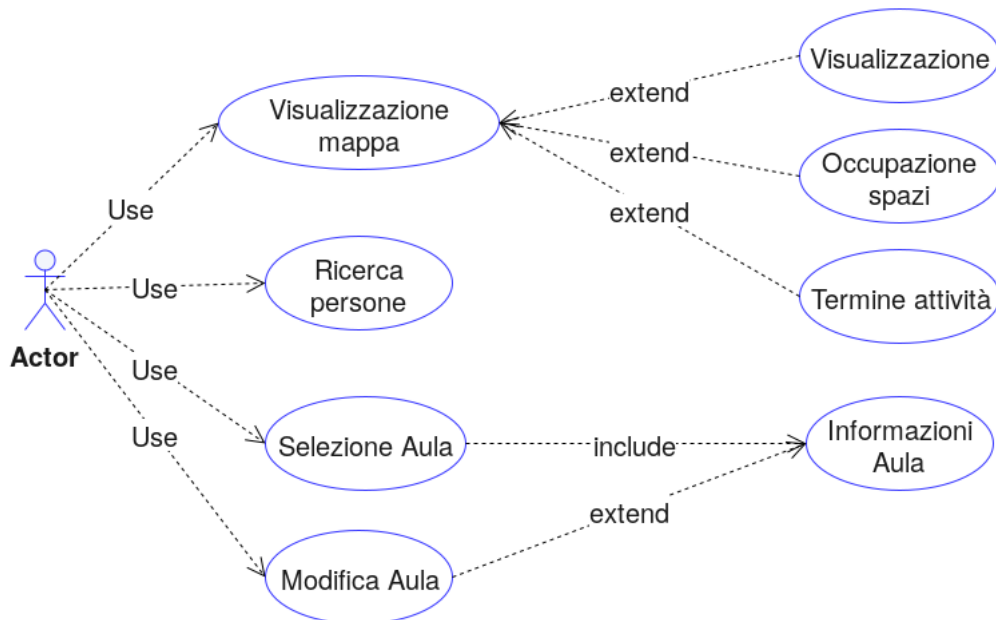 Visualizzazione
Visualizzazione
mappa
extend
extend
Occupazione
spazi
extend
Use
Ricerca
persone
Use
Termine attività
Actor
Use
Use
Selezione Aula
include
Informazioni
Aula
extend
Modifica Aula